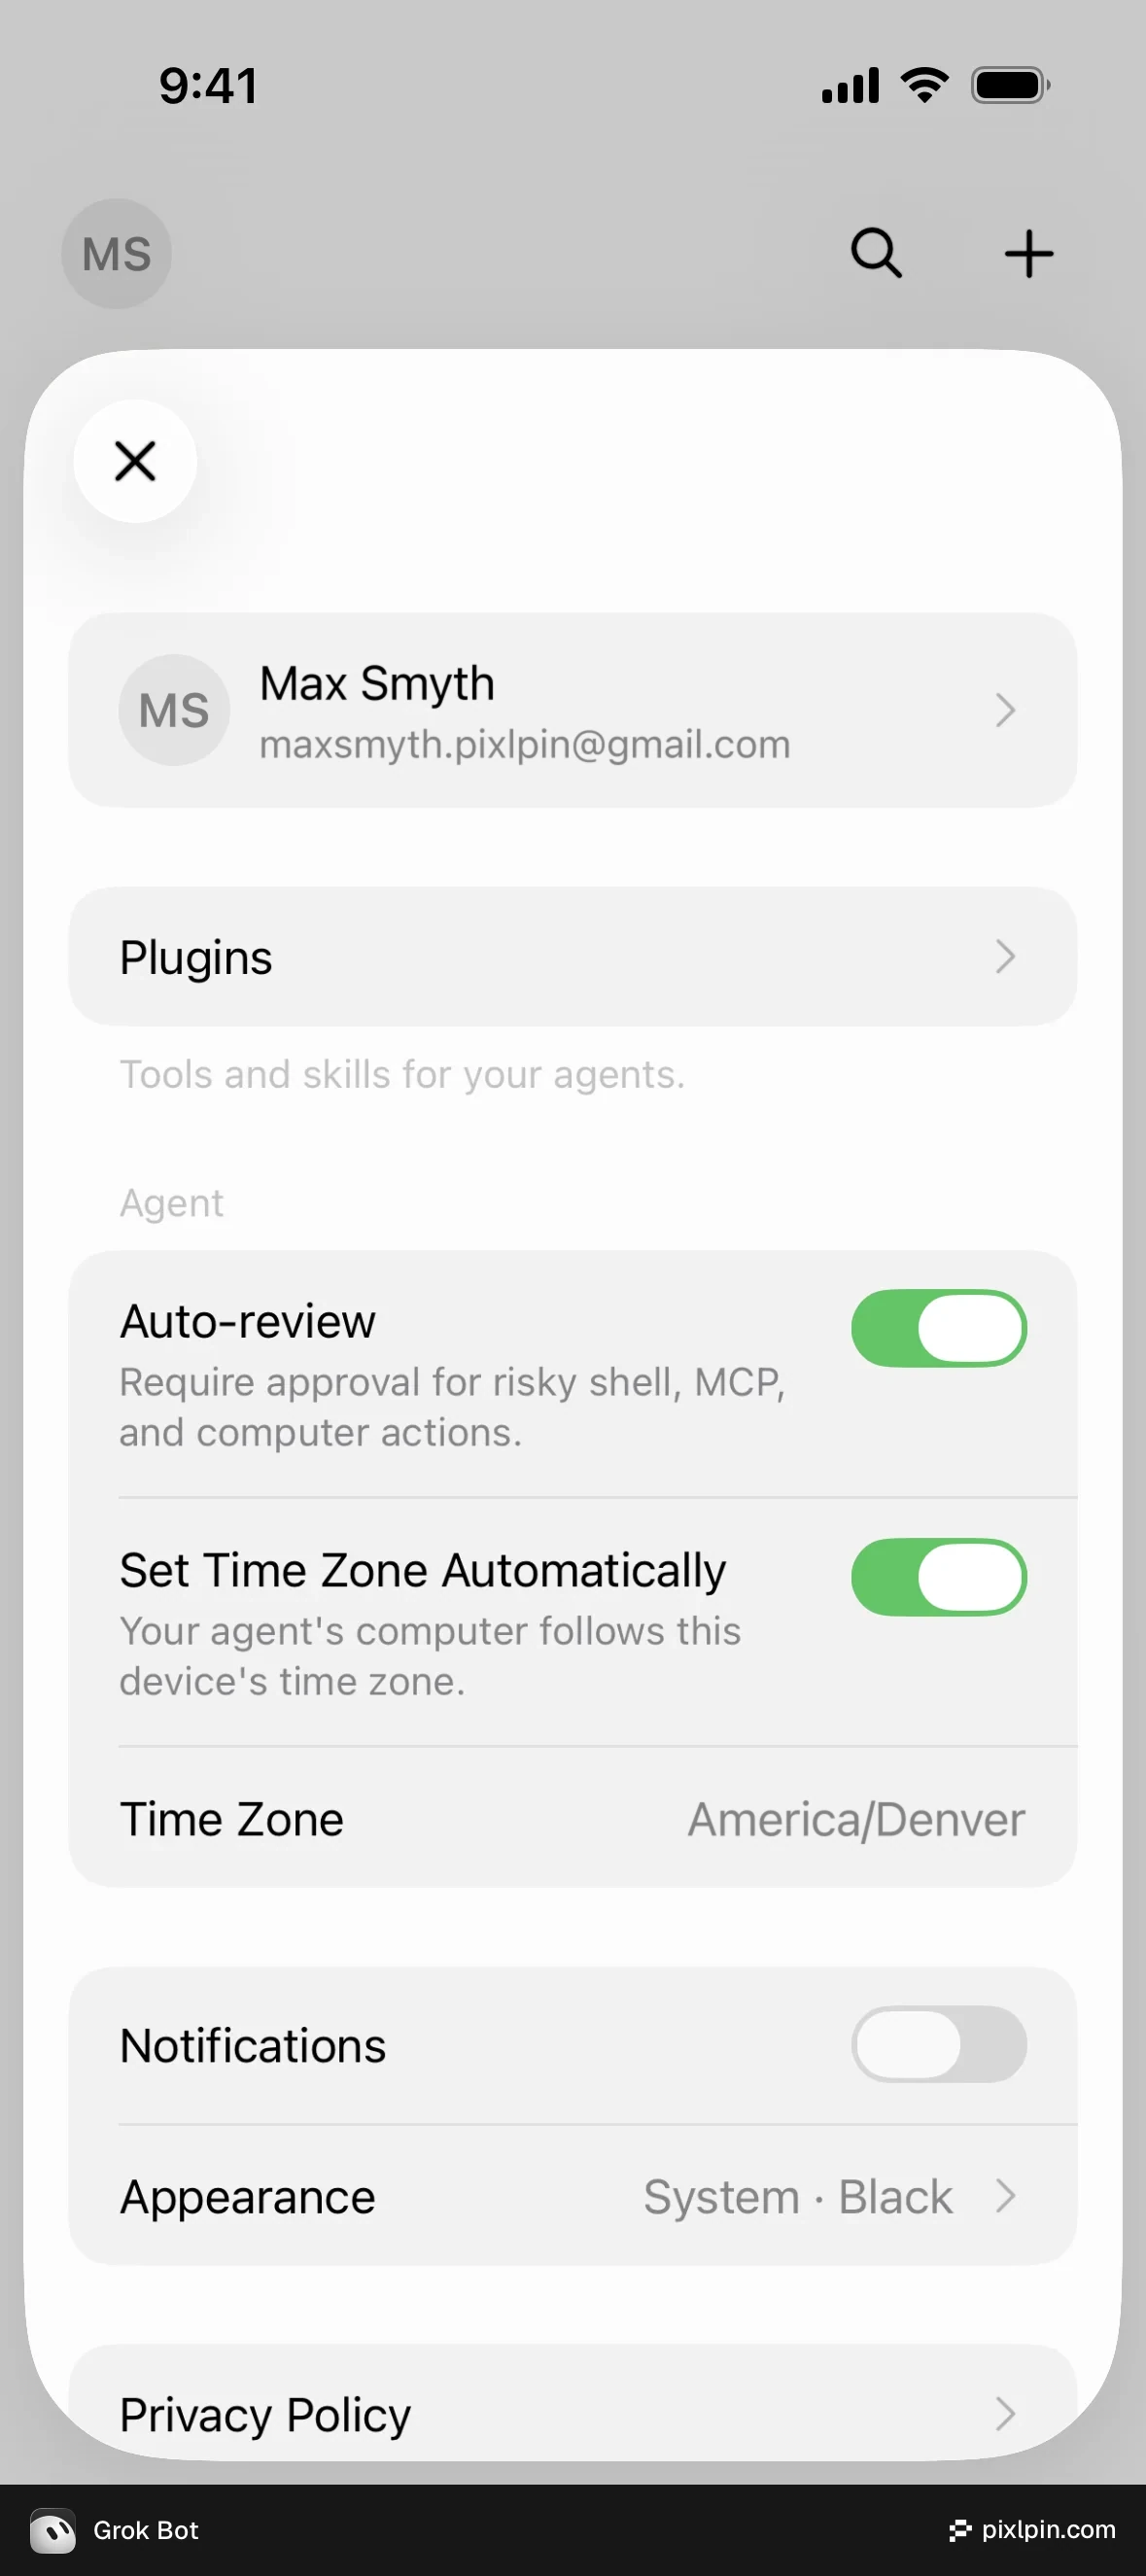 9:41
MS
MS
Max Smyth
maxsmyth.pixlpin@gmail.com
Plugins
Tools and skills for your agents.
Agent
Auto-review
Require approval for risky shell, MCP,
and computer actions.
Set Time Zone Automatically
Your agent's computer follows this
device's time zone.
Time Zone America/Denver
Notifications
Appearance System · Black
Privacy Policy
Grok Bot pixlpin.com